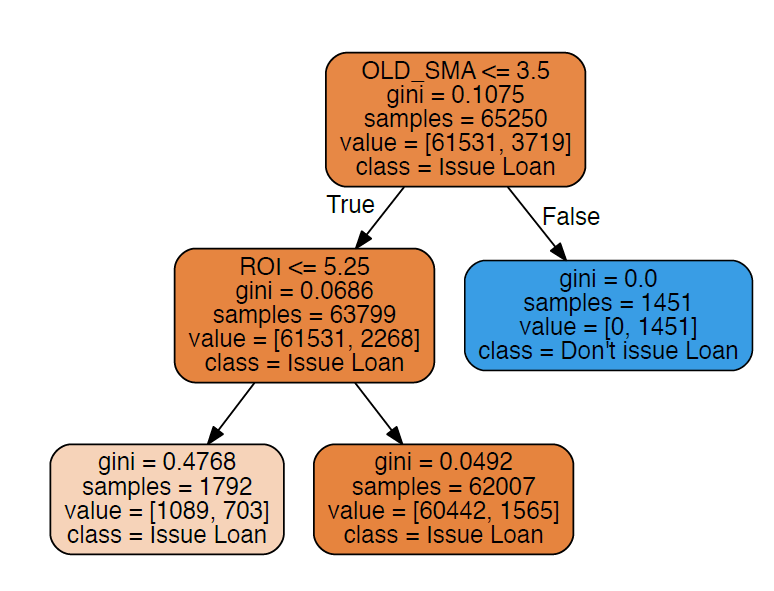 OLD_SMA <= 3.5
gini = 0.1075
samples = 65250
value = [61531, 3719]
class = Issue Loan
True
False
ROI <= 5.25
gini = 0.0686
samples = 63799
value = [61531, 2268]
class = Issue Loan
gini = 0.0
samples = 1451
value = [0, 1451]
class = Don't issue Loan
gini = 0.4768
samples = 1792
value = [1089, 703]
class = Issue Loan
gini = 0.0492
samples = 62007
value = [60442, 1565]
class = Issue Loan